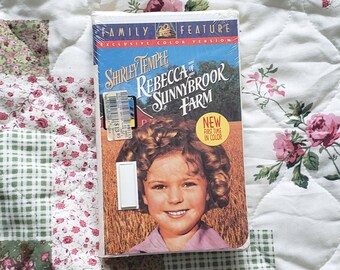 FAMILY FEATURE
EXCLUSIVE COLOR VERSION
SHIRLEY TEMPLE
REBECCA OF
SUNNYBROOK
FARM
NEW
FIRST TIME
IN COLOR!